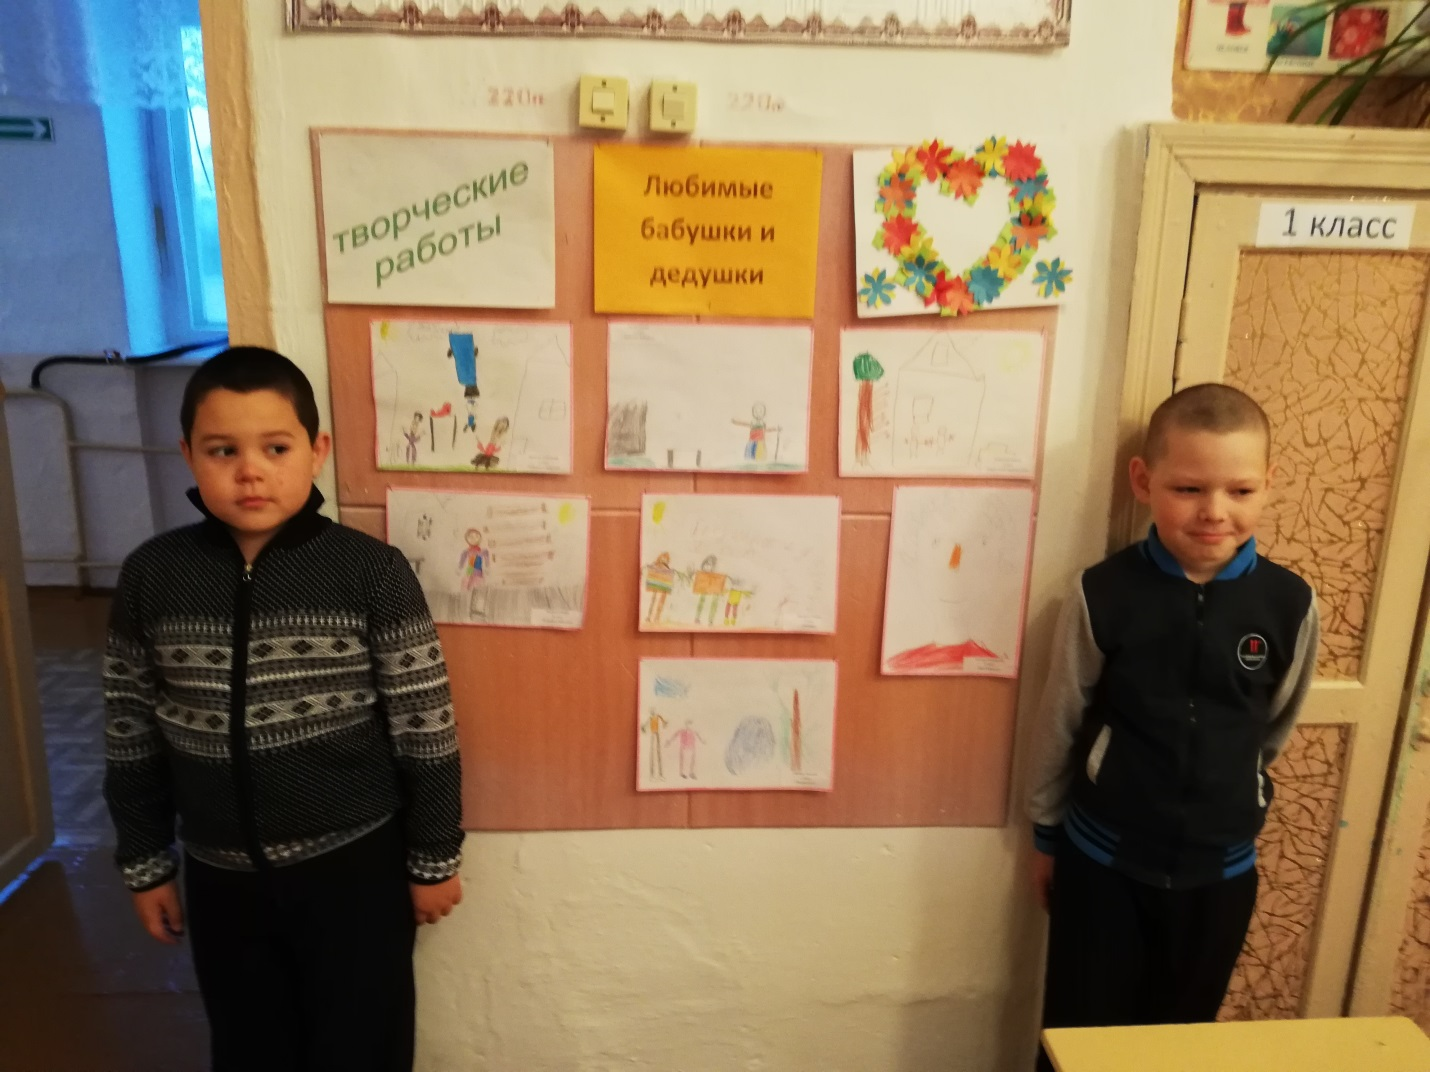 220в
220в
творческие
работы
Любимые
бабушки и
дедушки
1 класс